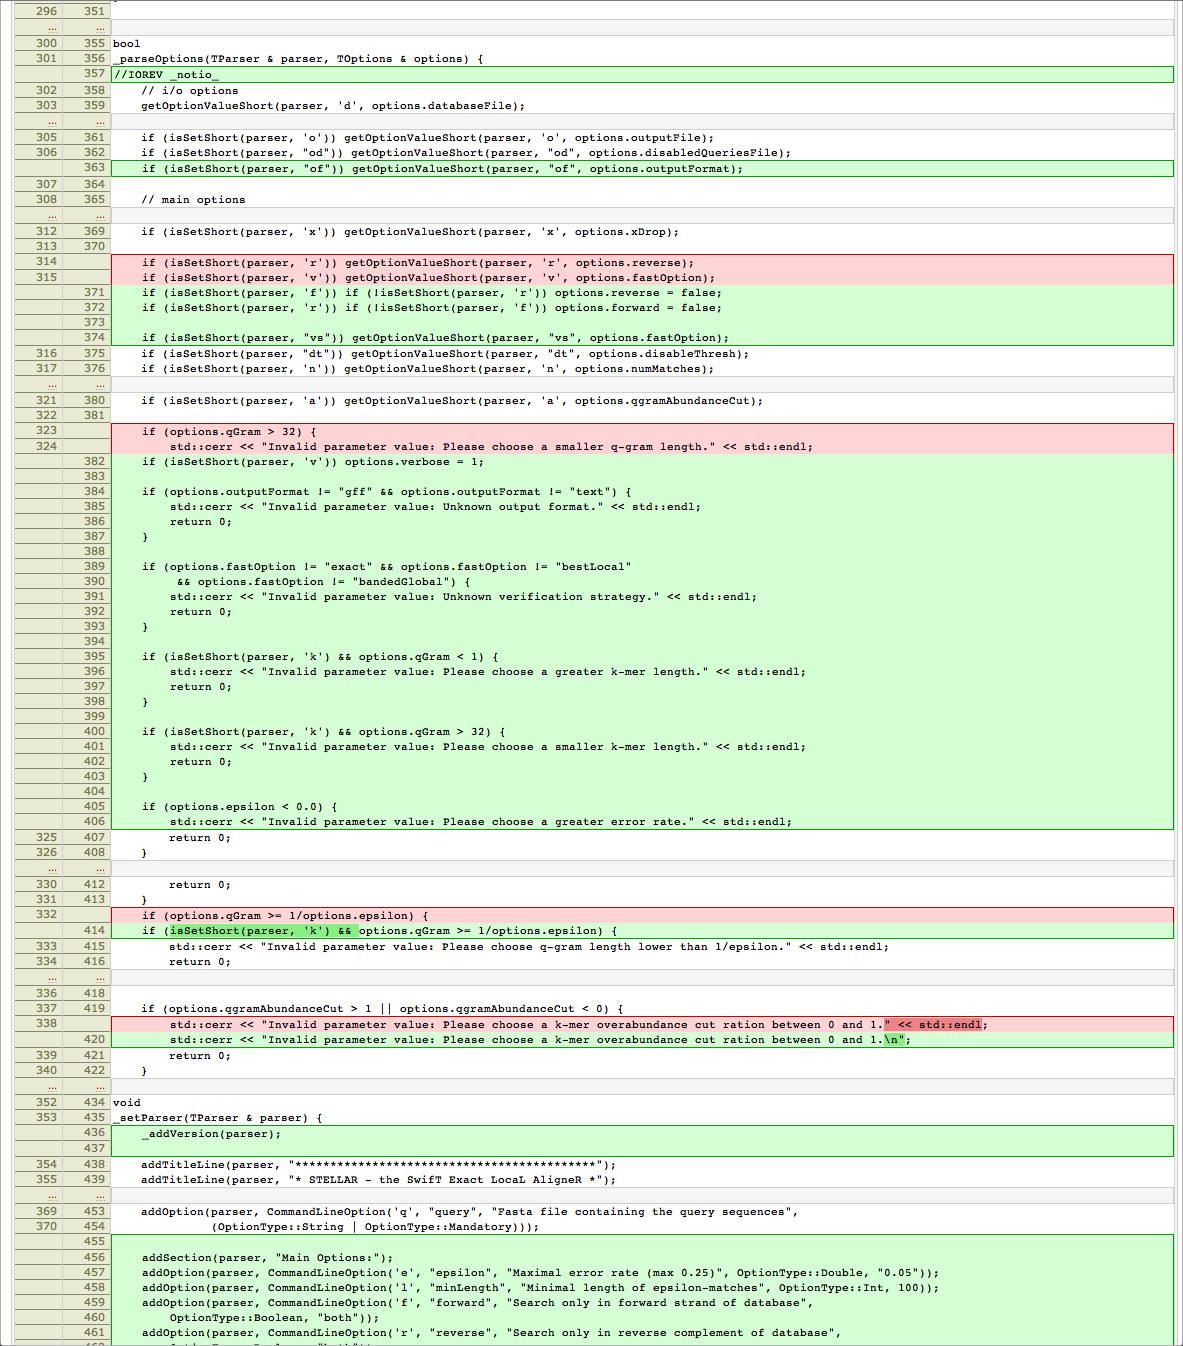 296 351
… …
300 355 bool
301 356 _parseOptions(TParser & parser, TOptions & options) {
357 //IOREV _notio_
302 358 // i/o options
303 359 getOptionValueShort(parser, 'd', options.databaseFile);
… …
305 361 if (isSetShort(parser, 'o')) getOptionValueShort(parser, 'o', options.outputFile);
306 362 if (isSetShort(parser, "od")) getOptionValueShort(parser, "od", options.disabledQueriesFile);
363 if (isSetShort(parser, "of")) getOptionValueShort(parser, "of", options.outputFormat);
307 364
308 365 // main options
… …
312 369 if (isSetShort(parser, 'x')) getOptionValueShort(parser, 'x', options.xDrop);
313 370
314 if (isSetShort(parser, 'r')) getOptionValueShort(parser, 'r', options.reverse);
315 if (isSetShort(parser, 'v')) getOptionValueShort(parser, 'v', options.fastOption);
371 if (isSetShort(parser, 'f')) if (!isSetShort(parser, 'r')) options.reverse = false;
372 if (isSetShort(parser, 'r')) if (!isSetShort(parser, 'f')) options.forward = false;
373
374 if (isSetShort(parser, "vs")) getOptionValueShort(parser, "vs", options.fastOption);
316 375 if (isSetShort(parser, "dt")) getOptionValueShort(parser, "dt", options.disableThresh);
317 376 if (isSetShort(parser, 'n')) getOptionValueShort(parser, 'n', options.numMatches);
… …
321 380 if (isSetShort(parser, 'a')) getOptionValueShort(parser, 'a', options.qgramAbundanceCut);
322 381
323 if (options.qGram > 32) {
324 std::cerr << "Invalid parameter value: Please choose a smaller q-gram length." << std::endl;
382 if (isSetShort(parser, 'v')) options.verbose = 1;
383
384 if (options.outputFormat != "gff" && options.outputFormat != "text") {
385 std::cerr << "Invalid parameter value: Unknown output format." << std::endl;
386 return 0;
387 }
388
389 if (options.fastOption != "exact" && options.fastOption != "bestLocal"
390 && options.fastOption != "bandedGlobal") {
391 std::cerr << "Invalid parameter value: Unknown verification strategy." << std::endl;
392 return 0;
393 }
394
395 if (isSetShort(parser, 'k') && options.qGram < 1) {
396 std::cerr << "Invalid parameter value: Please choose a greater k-mer length." << std::endl;
397 return 0;
398 }
399
400 if (isSetShort(parser, 'k') && options.qGram > 32) {
401 std::cerr << "Invalid parameter value: Please choose a smaller k-mer length." << std::endl;
402 return 0;
403 }
404
405 if (options.epsilon < 0.0) {
406 std::cerr << "Invalid parameter value: Please choose a greater error rate." << std::endl;
325 407 return 0;
326 408 }
… …
330 412 return 0;
331 413 }
332 if (options.qGram >= 1/options.epsilon) {
414 if (isSetShort(parser, 'k') && options.qGram >= 1/options.epsilon) {
333 415 std::cerr << "Invalid parameter value: Please choose q-gram length lower than 1/epsilon." << std::endl;
334 416 return 0;
… …
336 418
337 419 if (options.qgramAbundanceCut > 1 || options.qgramAbundanceCut < 0) {
338 std::cerr << "Invalid parameter value: Please choose a k-mer overabundance cut ration between 0 and 1." << std::endl;
420 std::cerr << "Invalid parameter value: Please choose a k-mer overabundance cut ration between 0 and 1.\n";
339 421 return 0;
340 422 }
… …
352 434 void
353 435 _setParser(TParser & parser) {
436 _addVersion(parser);
437
354 438 addTitleLine(parser, "*******************************************");
355 439 addTitleLine(parser, "* STELLAR - the SwifT Exact LocaL AligneR *");
… …
369 453 addOption(parser, CommandLineOption('q', "query", "Fasta file containing the query sequences",
370 454 (OptionType::String | OptionType::Mandatory)));
455
456 addSection(parser, "Main Options:");
457 addOption(parser, CommandLineOption('e', "epsilon", "Maximal error rate (max 0.25)", OptionType::Double, "0.05"));
458 addOption(parser, CommandLineOption('l', "minLength", "Minimal length of epsilon-matches", OptionType::Int, 100));
459 addOption(parser, CommandLineOption('f', "forward", "Search only in forward strand of database",
460 OptionType::Boolean, "both"));
461 addOption(parser, CommandLineOption('r', "reverse", "Search only in reverse complement of database",